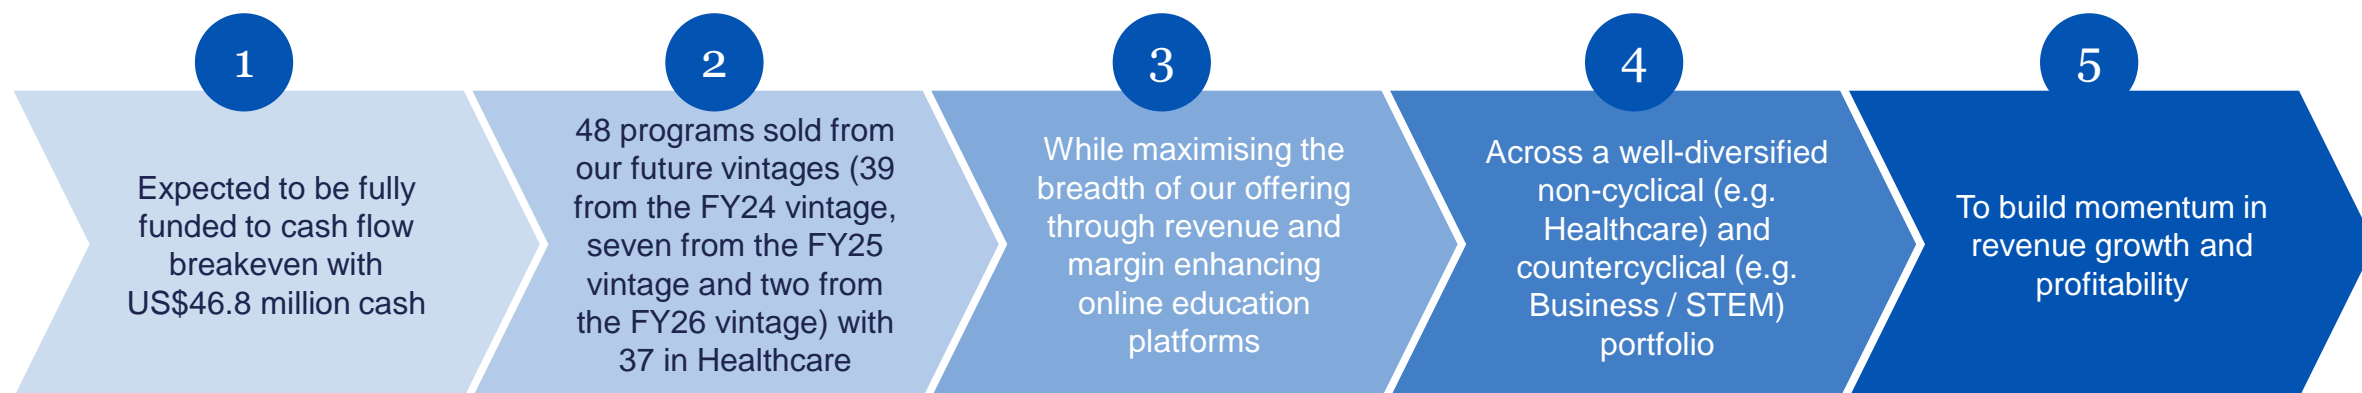 1
Expected to be fully
funded to cash flow
breakeven with
US$46.8 million cash
2
48 programs sold from
our future vintages (39
from the FY24 vintage,
seven from the FY25
vintage and two from
the FY26 vintage) with
37 in Healthcare
3
While maximising the
breadth of our offering
through revenue and
margin enhancing
online education
platforms
4
Across a well-diversified
non-cyclical (e.g.
Healthcare) and
countercyclical (e.g.
Business / STEM)
portfolio
5
To build momentum in
revenue growth and
profitability